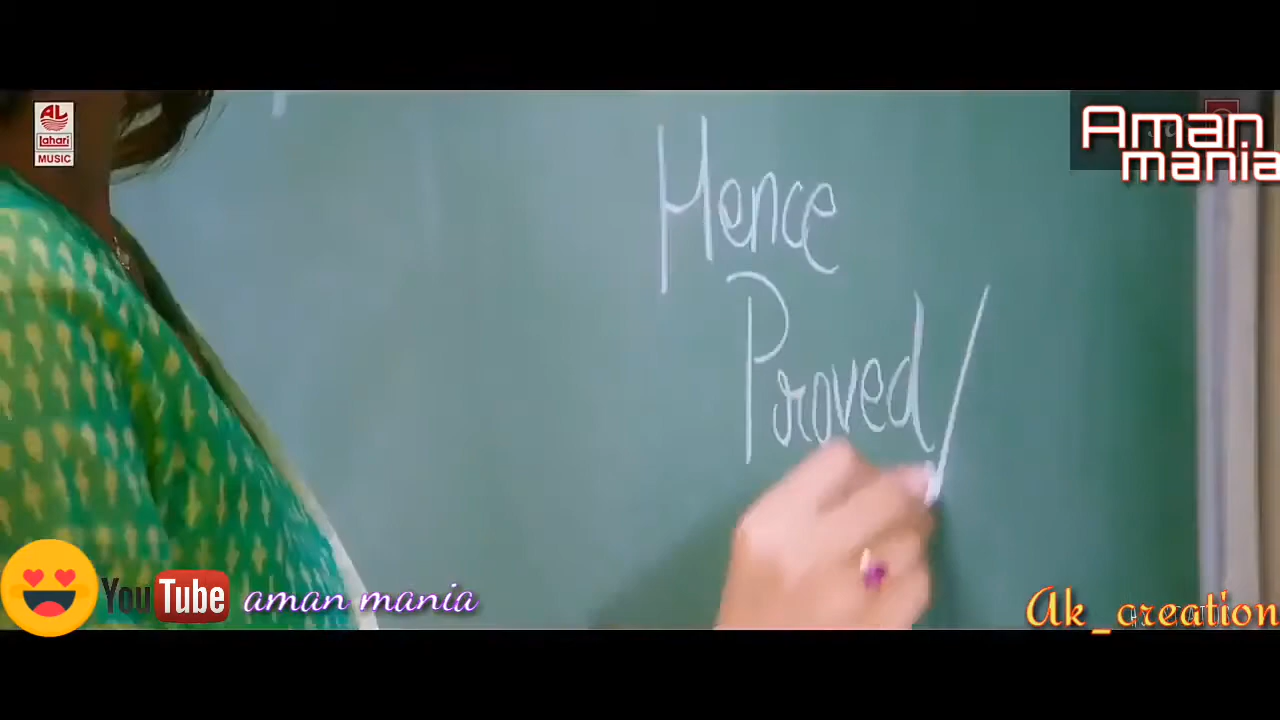 AL
lahari
MUSIC
Aman
mania
Hence
Proved/
YouTube aman mania
Ak_creation